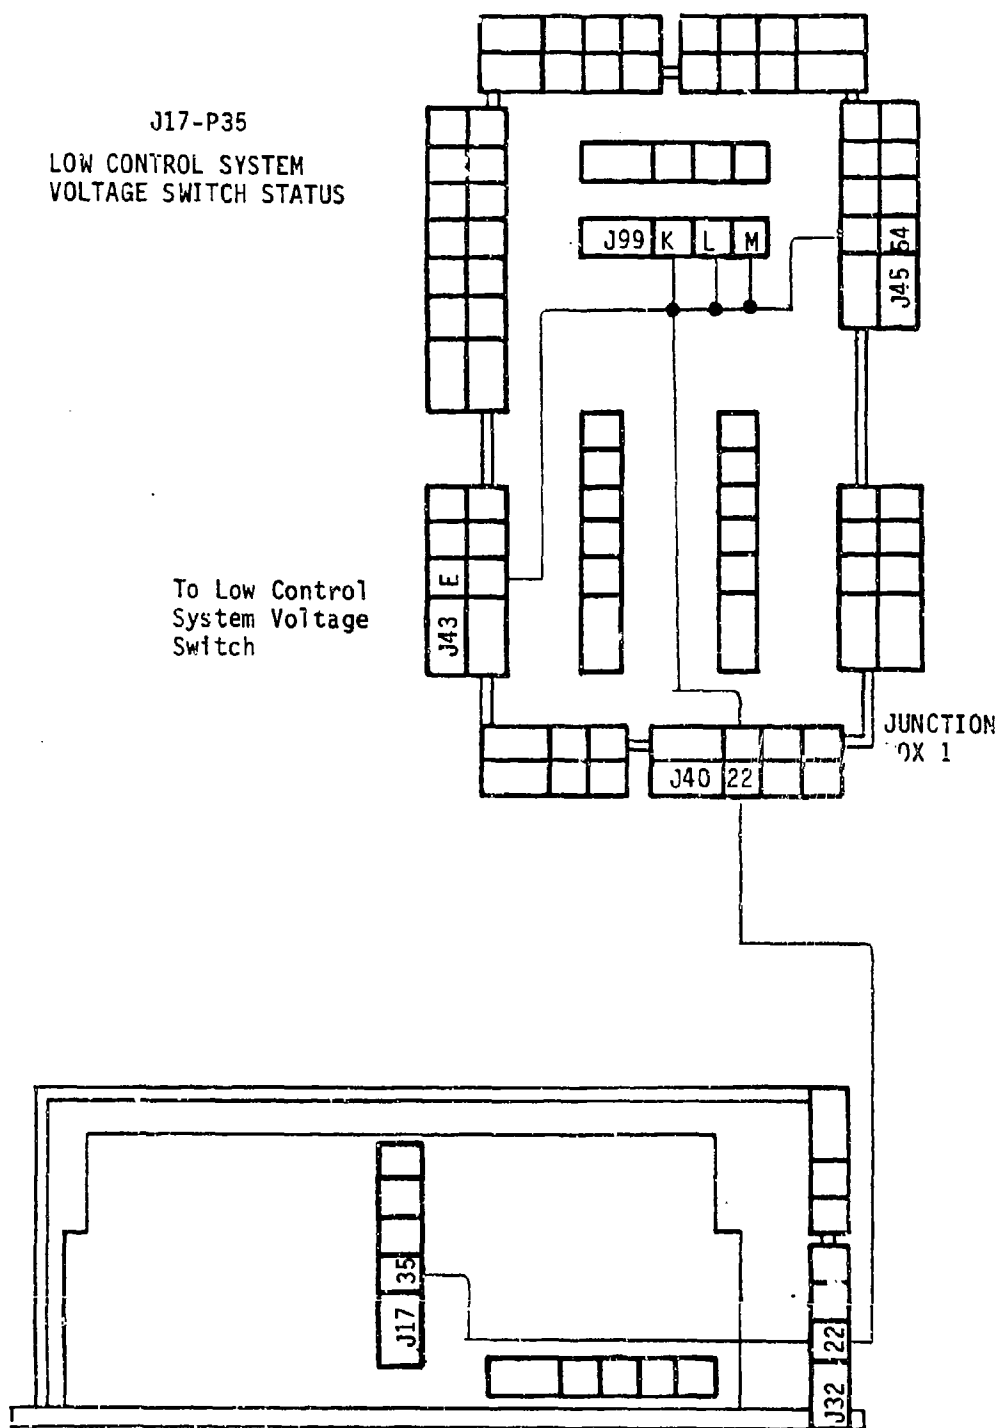 J17-P35
LOW CONTROL SYSTEM
VOLTAGE SWITCH STATUS
J99 K L M
54
J45
E
J43
To Low Control
System Voltage
Switch
JUNCTION
OX 1
J40 22
35
J17
22
J32